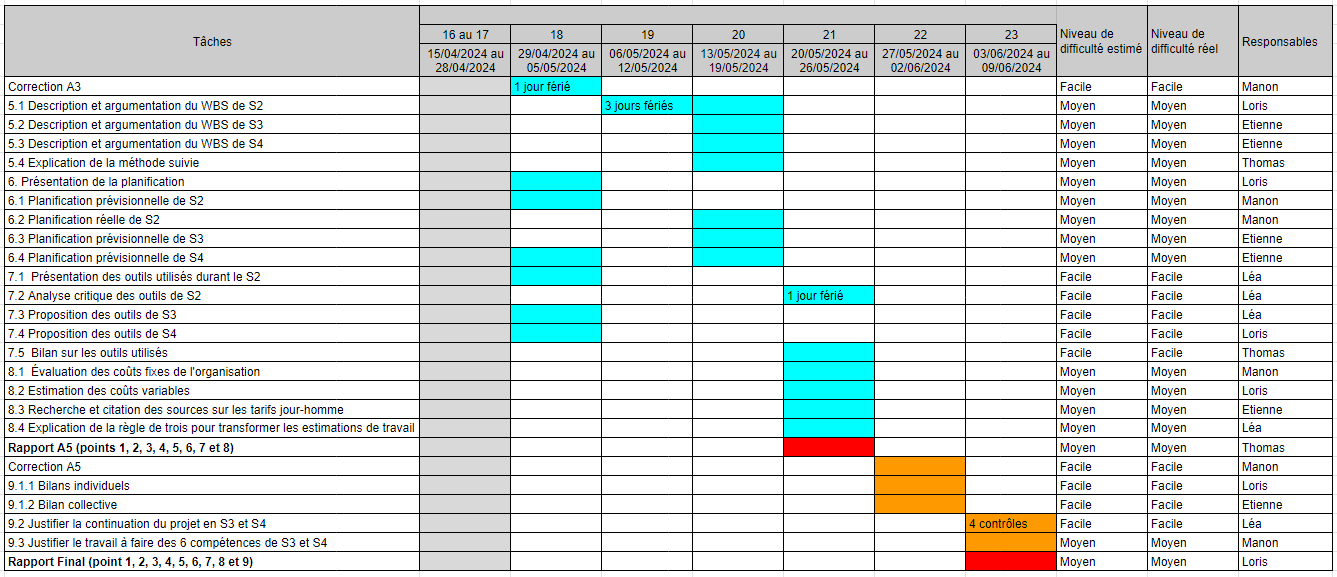 Tâches
16 au 17 18 19 20 21 22 23
Niveau de difficulté estimé
Niveau de difficulté réel
Responsables
15/04/2024 au 28/04/2024
29/04/2024 au 05/05/2024
06/05/2024 au 12/05/2024
13/05/2024 au 19/05/2024
20/05/2024 au 26/05/2024
27/05/2024 au 02/06/2024
03/06/2024 au 09/06/2024
Correction A3 1 jour férié Facile Facile Manon
5.1 Description et argumentation du WBS de S2 3 jours fériés Moyen Moyen Loris
5.2 Description et argumentation du WBS de S3 Moyen Moyen Etienne
5.3 Description et argumentation du WBS de S4 Moyen Moyen Etienne
5.4 Explication de la méthode suivie Moyen Moyen Thomas
6. Présentation de la planification Moyen Moyen Loris
6.1 Planification prévisionnelle de S2 Moyen Moyen Manon
6.2 Planification réelle de S2 Moyen Moyen Manon
6.3 Planification prévisionnelle de S3 Moyen Moyen Etienne
6.4 Planification prévisionnelle de S4 Moyen Moyen Etienne
7.1 Présentation des outils utilisés durant le S2 Facile Facile Léa
7.2 Analyse critique des outils de S2 1 jour férié Facile Facile Léa
7.3 Proposition des outils de S3 Facile Facile Léa
7.4 Proposition des outils de S4 Facile Facile Loris
7.5 Bilan sur les outils utilisés Facile Facile Thomas
8.1 Évaluation des coûts fixes de l'organisation Moyen Moyen Manon
8.2 Estimation des coûts variables Moyen Moyen Loris
8.3 Recherche et citation des sources sur les tarifs jour-homme Moyen Moyen Etienne
8.4 Explication de la règle de trois pour transformer les estimations de travail Moyen Moyen Léa
Rapport A5 (points 1, 2, 3, 4, 5, 6, 7 et 8) Moyen Moyen Thomas
Correction A5 Facile Facile Manon
9.1.1 Bilans individuels Facile Facile Loris
9.1.2 Bilan collective Facile Facile Etienne
9.2 Justifier la continuation du projet en S3 et S4 4 contrôles Facile Facile Léa
9.3 Justifier le travail à faire des 6 compétences de S3 et S4 Moyen Moyen Manon
Rapport Final (point 1, 2, 3, 4, 5, 6, 7, 8 et 9) Moyen Moyen Loris